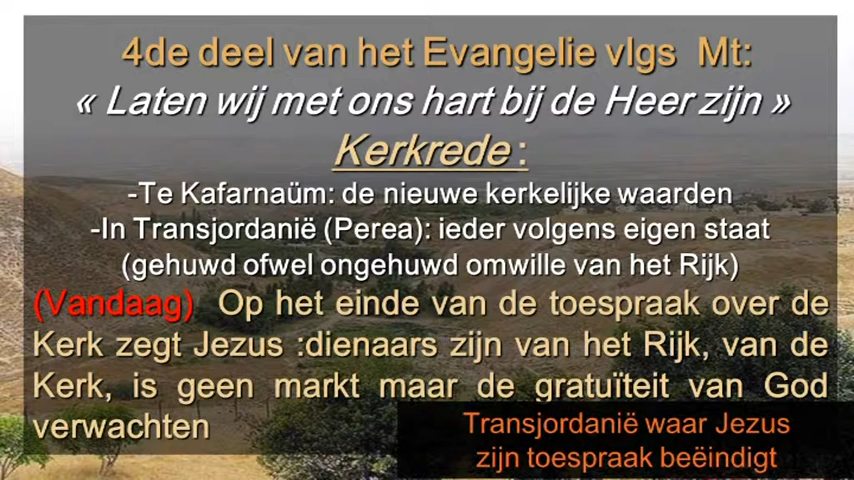 4de deel van het Evangelie vlgs Mt:
« Laten wij met ons hart bij de Heer zijn »
Kerkrede :
-Te Kafarnaüm: de nieuwe kerkelijke waarden
-In Transjordanië (Perea): ieder volgens eigen staat
(gehuwd ofwel ongehuwd omwille van het Rijk)
(Vandaag) Op het einde van de toespraak over de
Kerk zegt Jezus :dienaars zijn van het Rijk, van de
Kerk, is geen markt maar de gratuïteit van God
verwachten
Transjordanië waar Jezus
zijn toespraak beëindigt